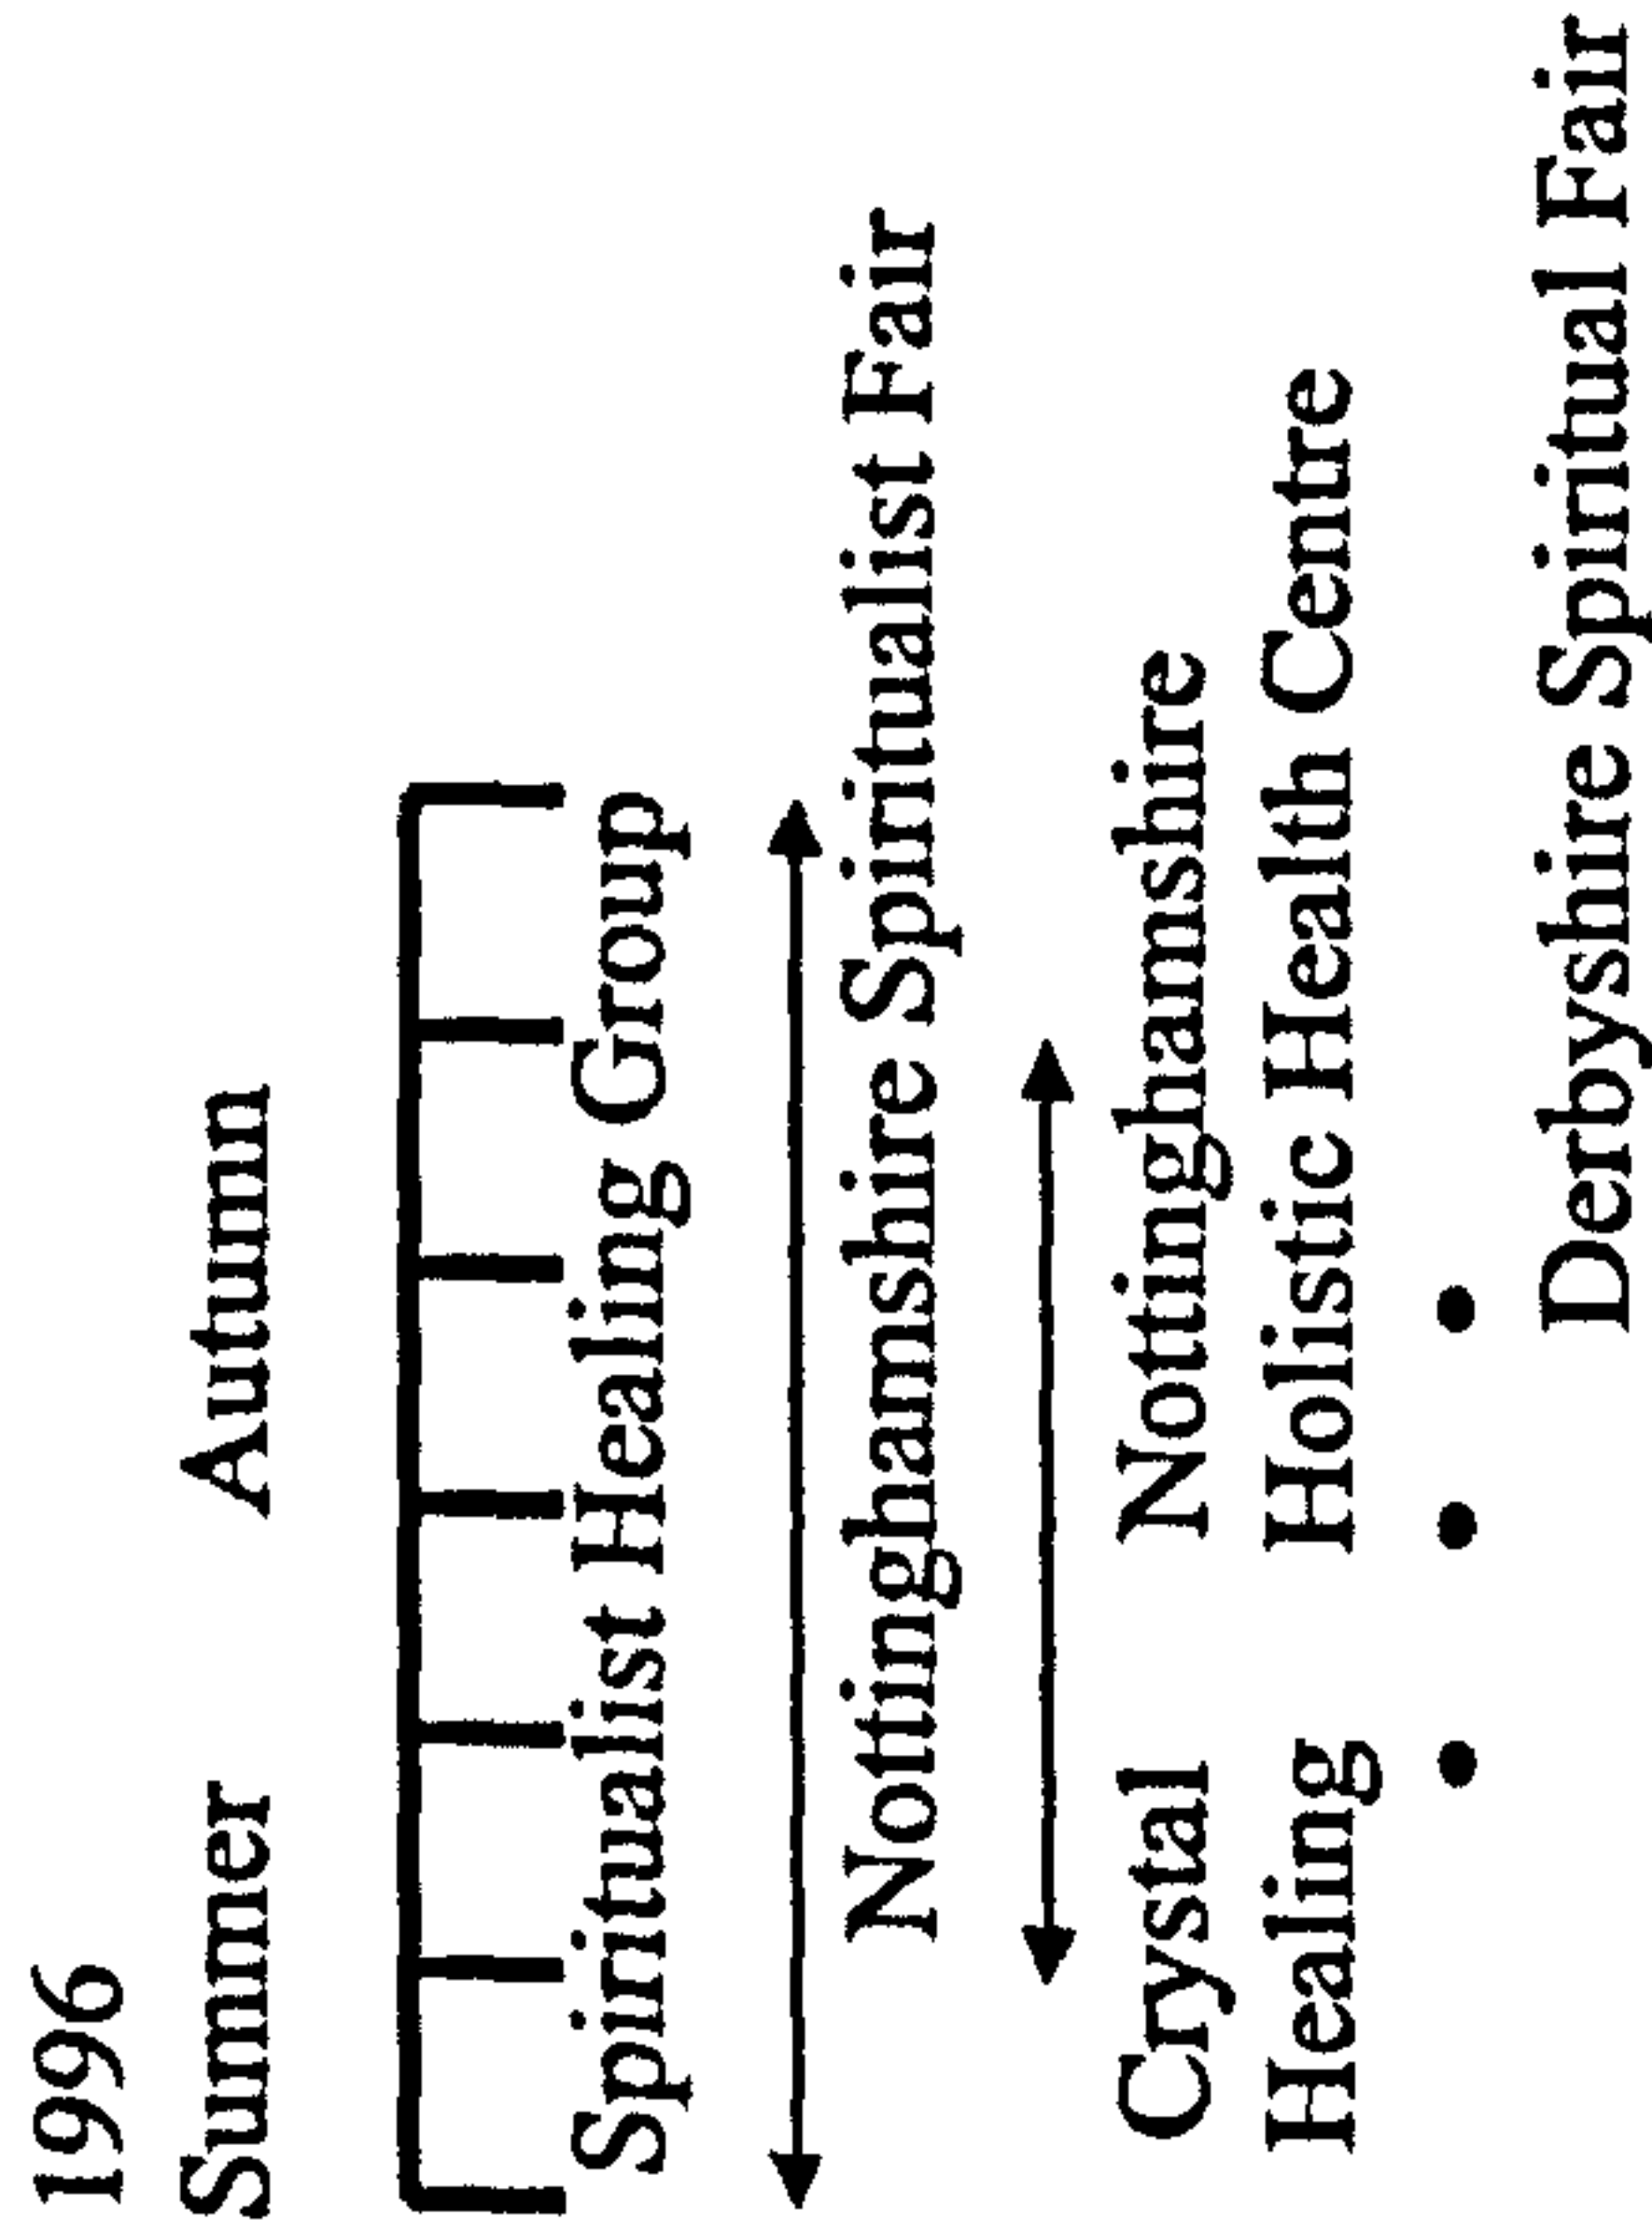 1996
Summer Autumn
Spiritualist Healing Group
Nottinghamshire Spiritualist Fair
Crystal Nottinghamshire
Healing Holistic Health Centre
Derbyshire Spiritual Fair